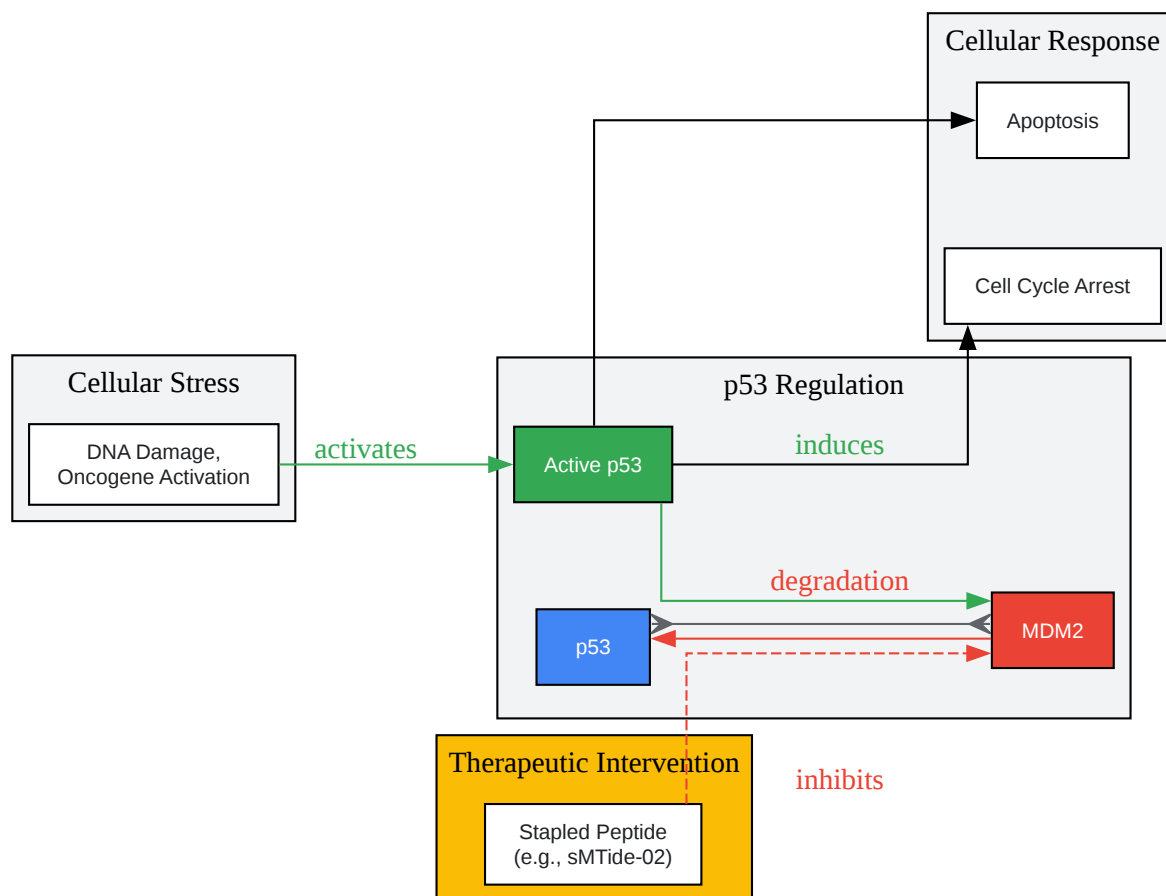 Cellular Response
Apoptosis
Cell Cycle Arrest
Cellular Stress
DNA Damage,
Oncogene Activation
activates
p53 Regulation
Active p53
induces
degradation
p53
MDM2
Therapeutic Intervention
inhibits
Stapled Peptide
(e.g., sMTide-02)